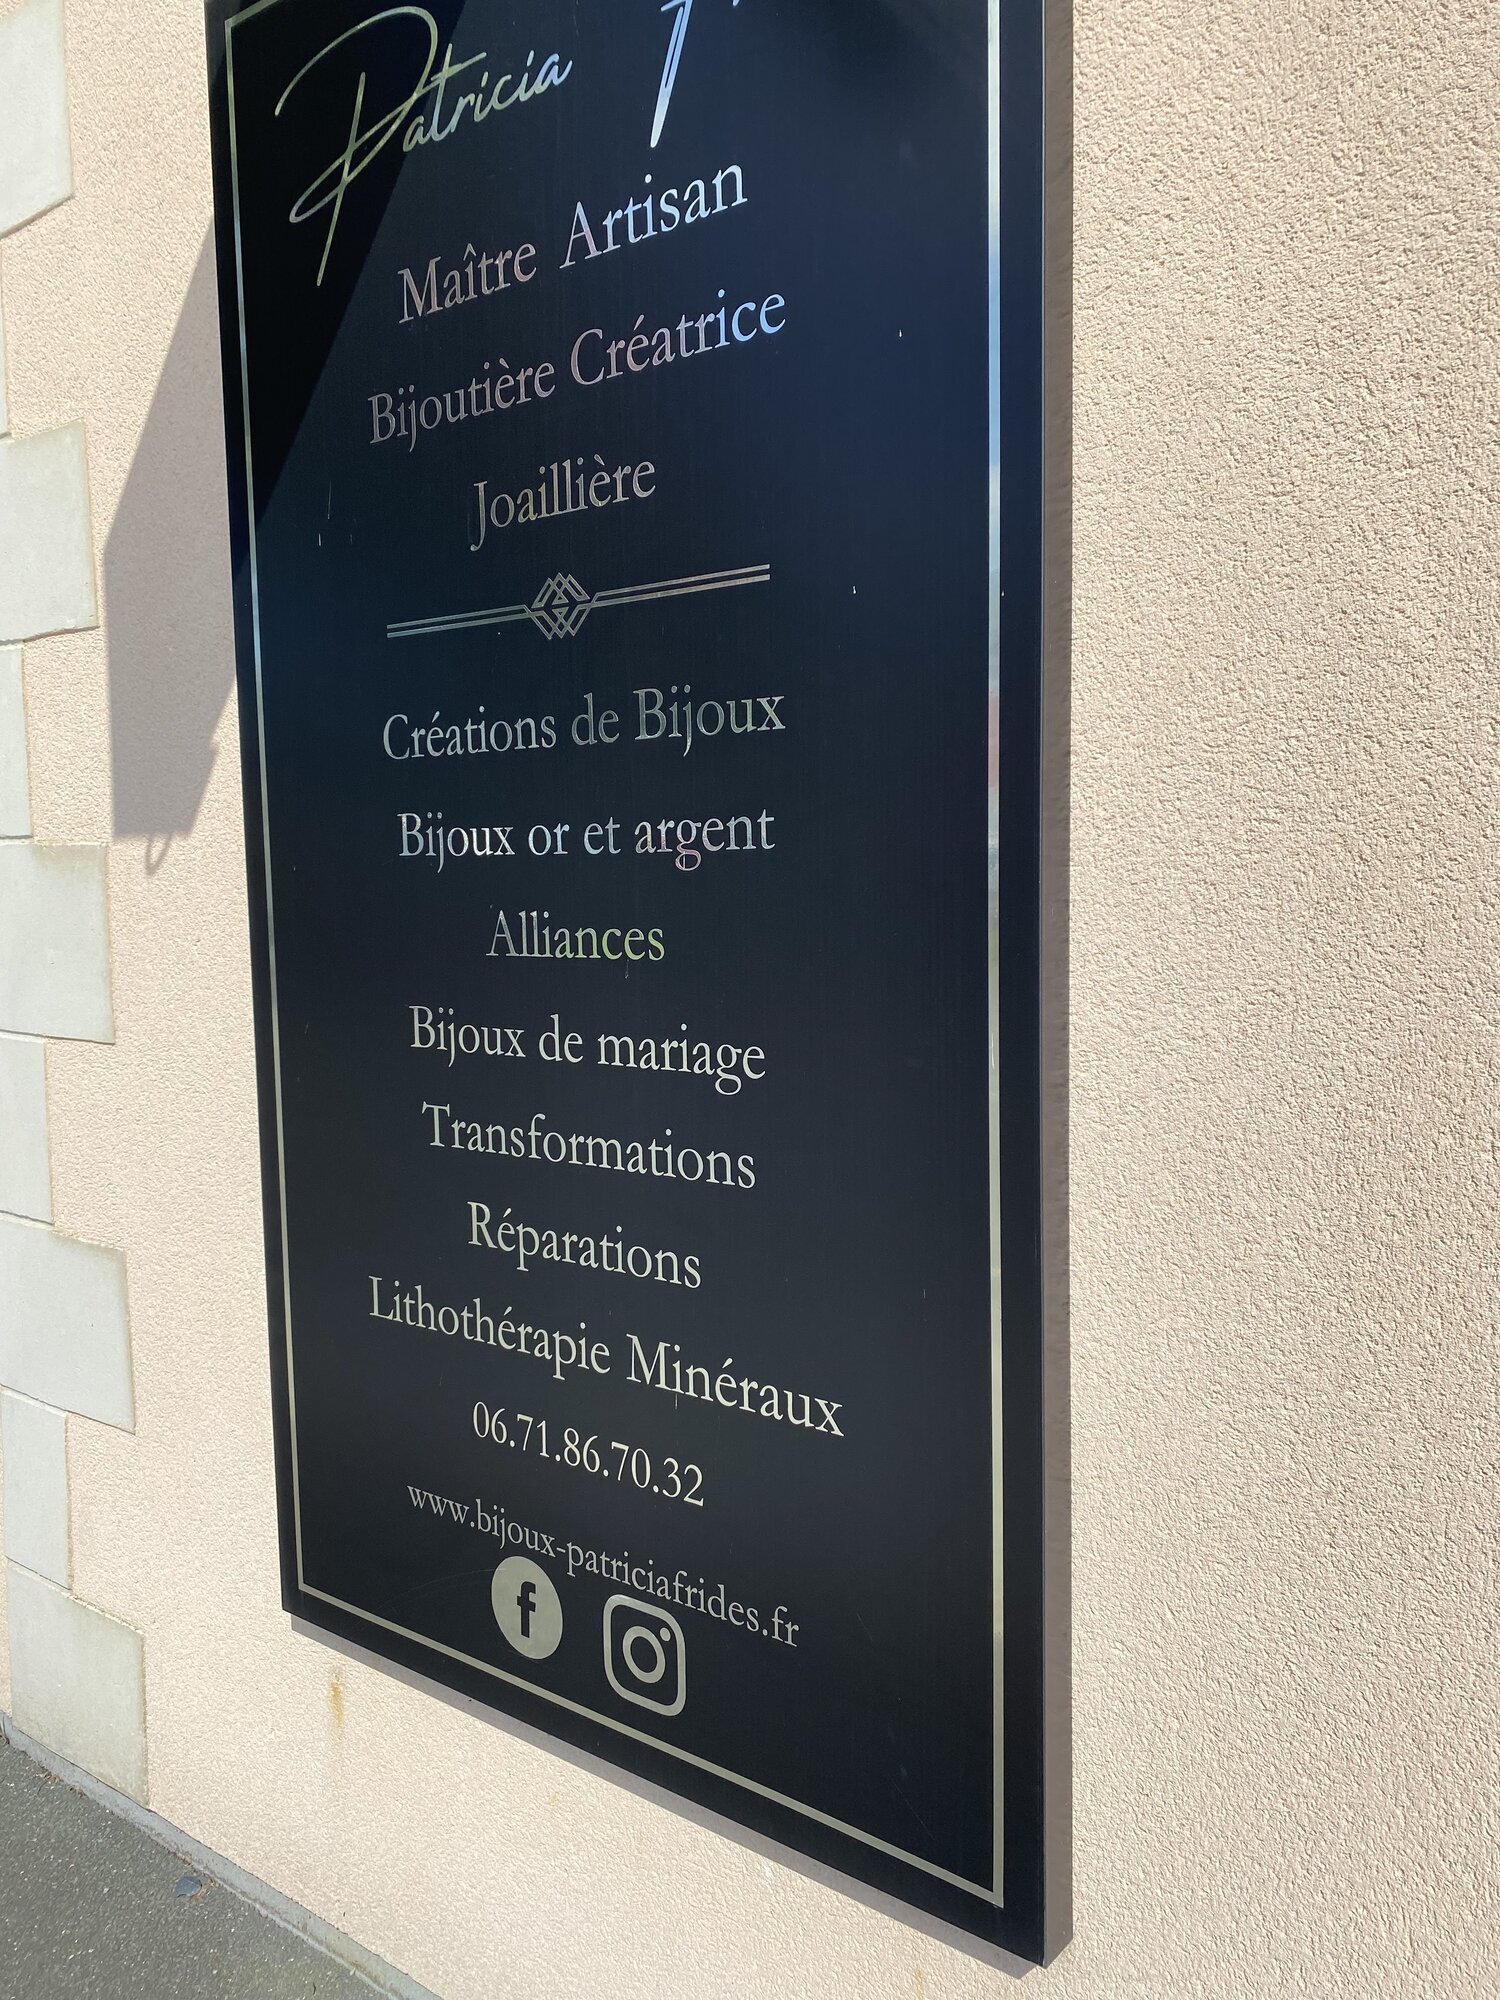 Patricia
Maître Artisan
Bijoutière Créatrice
Joaillière
Créations de Bijoux
Bijoux or et argent
Alliances
Bijoux de mariage
Transformations
Réparations
Lithothérapie Minéraux
06.71.86.70.32
www.bijoux-patriciafrides.fr